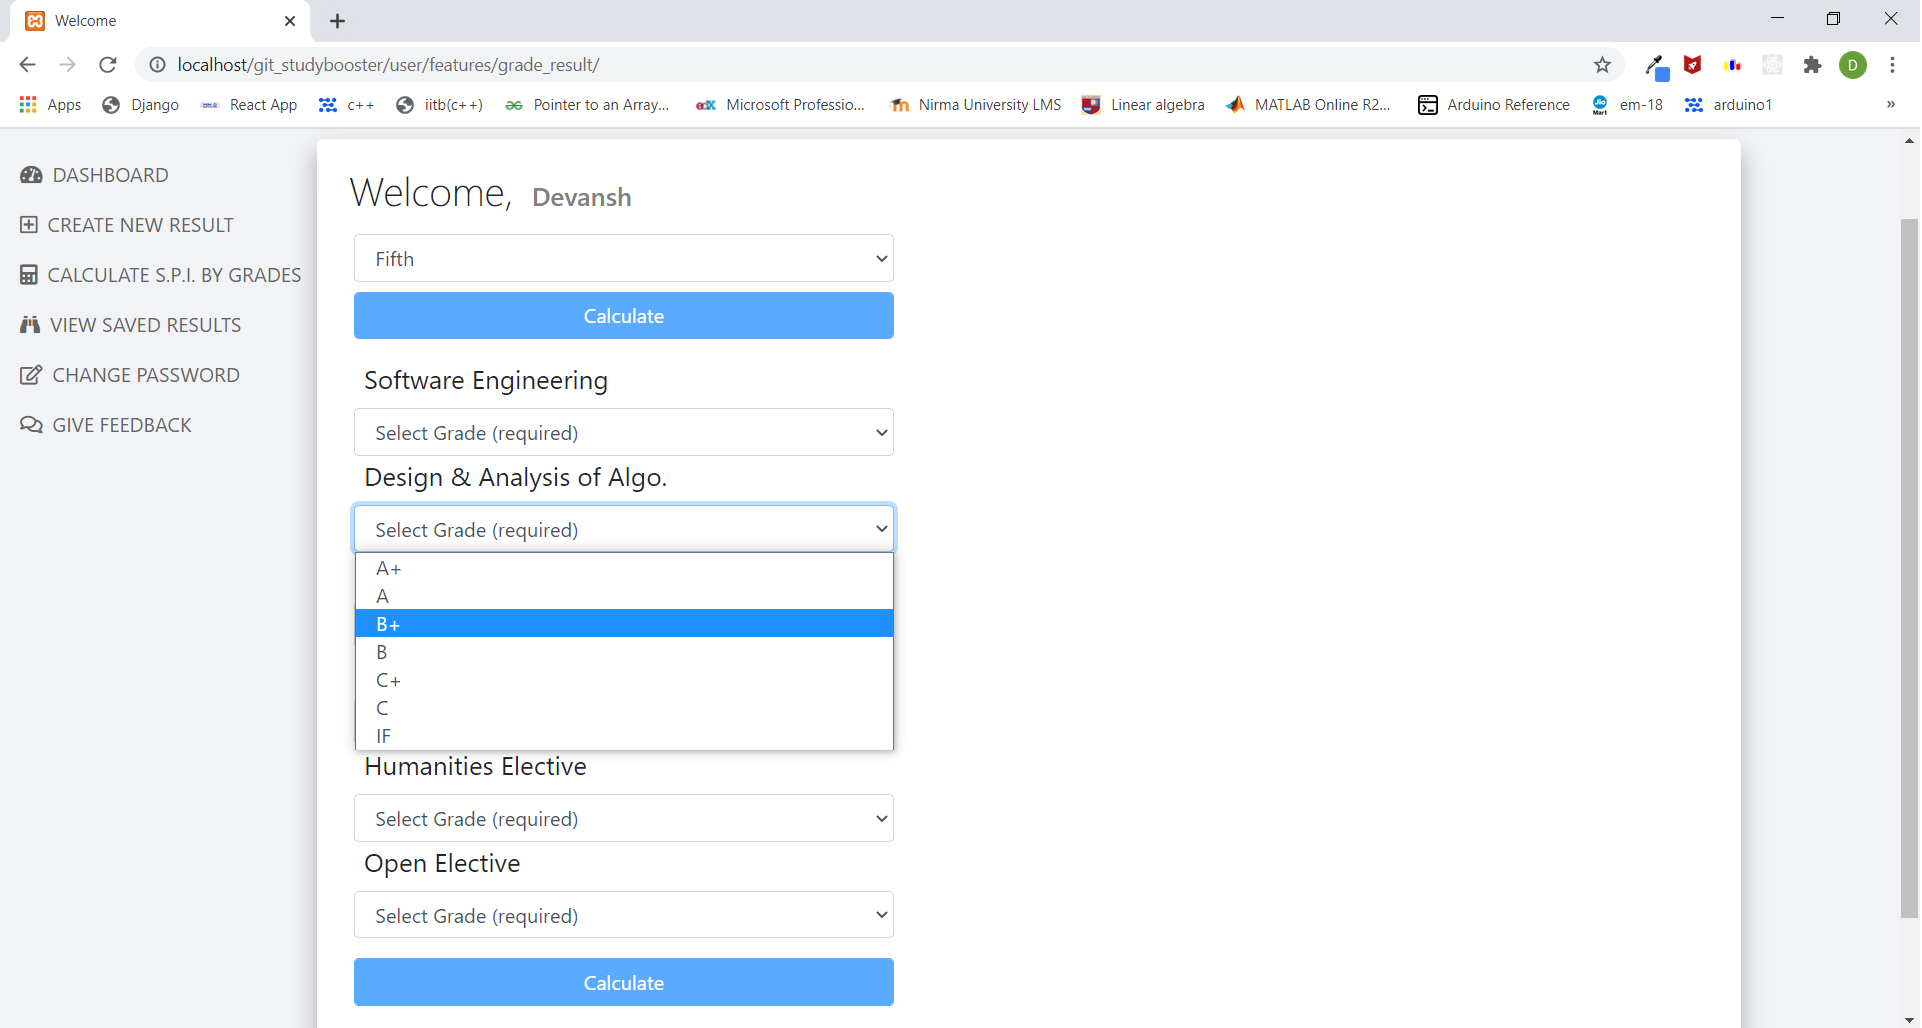 Welcome
localhost/git_studybooster/user/features/grade_result/
D
Apps Django React App c++ iitb(c++) Pointer to an Array... Microsoft Professio... Nirma University LMS Linear algebra MATLAB Online R2... Arduino Reference em-18 arduino1 »
DASHBOARD
CREATE NEW RESULT
CALCULATE S.P.I. BY GRADES
VIEW SAVED RESULTS
CHANGE PASSWORD
GIVE FEEDBACK
Welcome, Devansh
Fifth
Calculate
Software Engineering
Select Grade (required)
Design & Analysis of Algo.
Select Grade (required)
A+
A
B+
B
C+
C
IF
Humanities Elective
Select Grade (required)
Open Elective
Select Grade (required)
Calculate